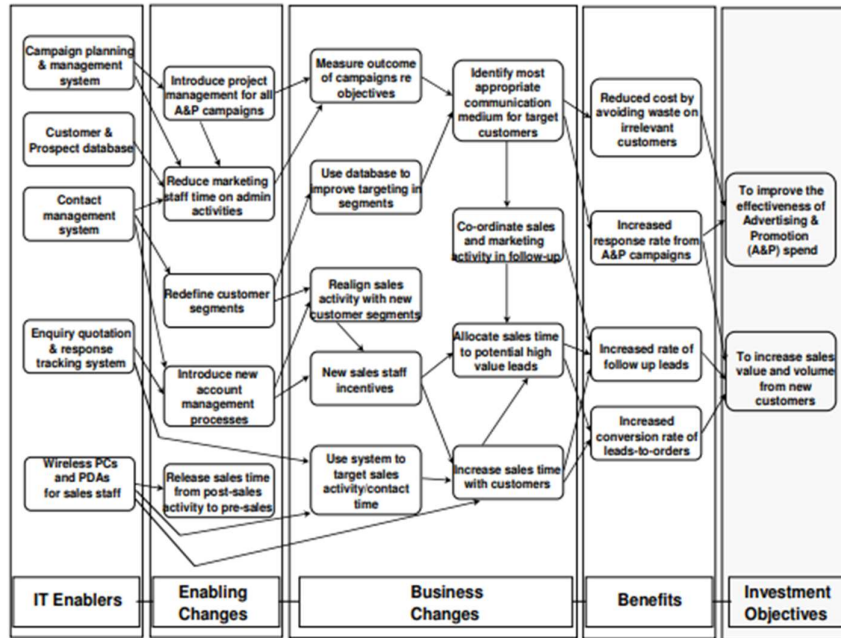 Campaign planning
& management
system
Customer &
Prospect database
Contact
management
system
Enquiry quotation &
response
tracking system
Wireless PCs
and PDAs
for sales staff
IT Enablers
Introduce project
management for all
A&P campaigns
Reduce marketing
staff time on admin
activities
Redefine customer
segments
Introduce new
account
management
processes
Release sales time
from post-sales
activity to pre-sales
Enabling
Changes
Measure outcome
of campaigns re
objectives
Use database to
improve targeting in
segments
Realign sales
activity with new
customer segments
New sales staff
incentives
Use system to
target sales
activity/contact
time
Identify most
appropriate
communication
medium for target
customers
Co-ordinate sales
and marketing
activity in follow-up
Allocate sales time
to potential high
value leads
Increase sales time
with customers
Business
Changes
Reduced cost by
avoiding waste on
irrelevant
customers
Increased
response rate from
A&P campaigns
Increased rate of
follow up leads
Increased
conversion rate of
leads-to-orders
Benefits
To improve the
effectiveness of
Advertising &
Promotion
(A&P) spend
To increase sales
value and volume
from new
customers
Investment
Objectives